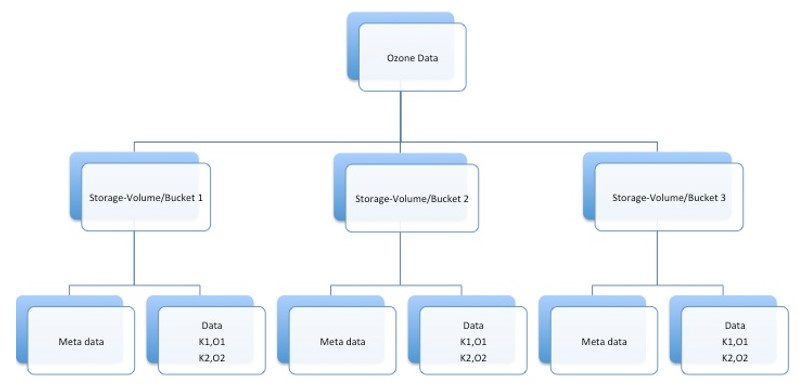 Ozone Data
Storage-Volume/Bucket 1
Storage-Volume/Bucket 2
Storage-Volume/Bucket 3
Meta data
Data
K1,O1
K2,O2
Meta data
Data
K1,O1
K2,O2
Meta data
Data
K1,O1
K2,O2